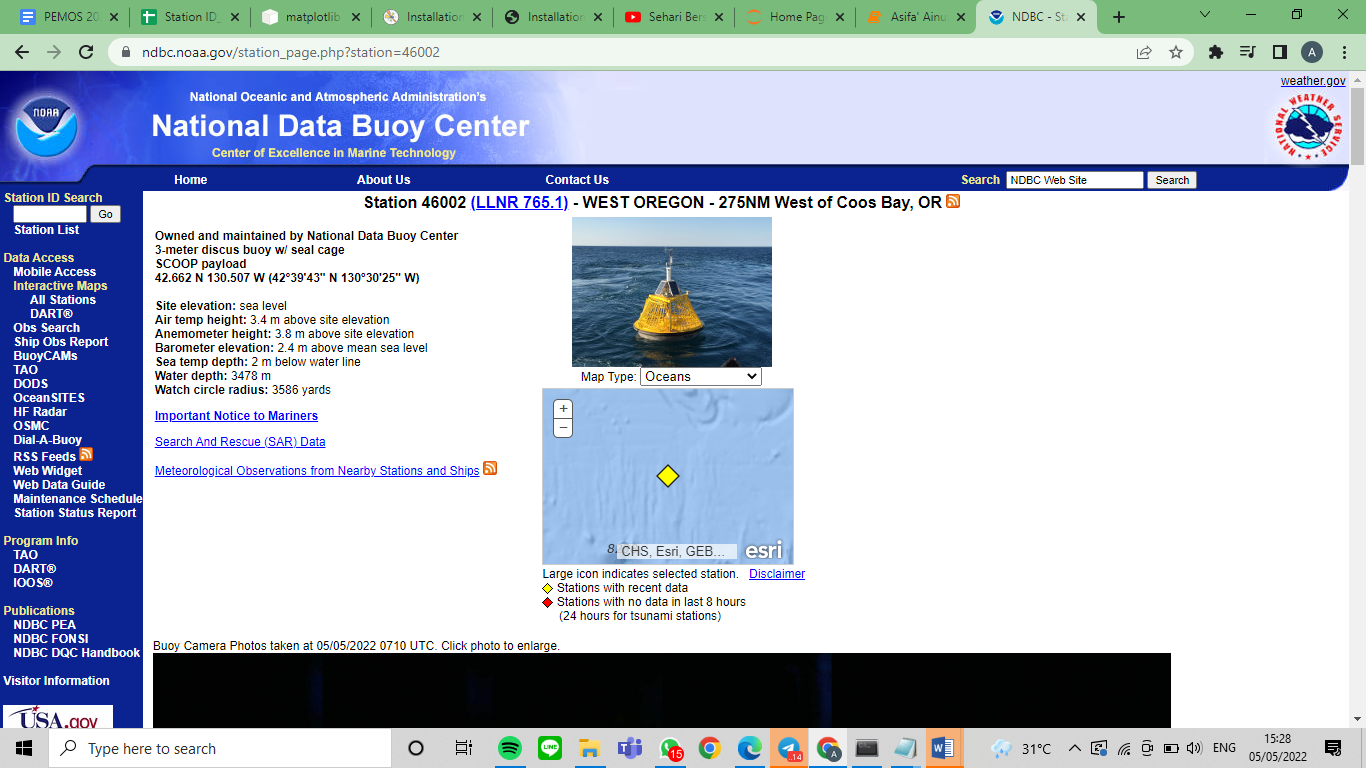 PEMOS 20
Station ID_
matplotlib
Installation
Installation
Sehari Bers
Home Page
Asifa' Ainu
NDBC - Sta
ndbc.noaa.gov/station_page.php?station=46002
A
weather.gov
NOAA
National Oceanic and Atmospheric Administration's
National Data Buoy Center
Center of Excellence in Marine Technology
NATIONAL WEATHER SERVICE
Home
About Us
Contact Us
Search
NDBC Web Site
Search
Station ID Search
Go
Station List
Data Access
Mobile Access
Interactive Maps
All Stations
DART®
Obs Search
Ship Obs Report
BuoyCAMs
TAO
DODS
OceanSITES
HF Radar
OSMC
Dial-A-Buoy
RSS Feeds
Web Widget
Web Data Guide
Maintenance Schedule
Station Status Report
Program Info
TAO
DART®
IOOS®
Publications
NDBC PEA
NDBC FONSI
NDBC DQC Handbook
Visitor Information
USA.gov
Station 46002 (LLNR 765.1) - WEST OREGON - 275NM West of Coos Bay, OR
Owned and maintained by National Data Buoy Center
3-meter discus buoy w/ seal cage
SCOOP payload
42.662 N 130.507 W (42°39'43" N 130°30'25" W)
Site elevation: sea level
Air temp height: 3.4 m above site elevation
Anemometer height: 3.8 m above site elevation
Barometer elevation: 2.4 m above mean sea level
Sea temp depth: 2 m below water line
Water depth: 3478 m
Watch circle radius: 3586 yards
Important Notice to Mariners
Search And Rescue (SAR) Data
Meteorological Observations from Nearby Stations and Ships
Map Type: Oceans
+
−
CHS, Esri, GEB...
esri
Large icon indicates selected station. Disclaimer
Stations with recent data
Stations with no data in last 8 hours
(24 hours for tsunami stations)
Buoy Camera Photos taken at 05/05/2022 0710 UTC. Click photo to enlarge.
Type here to search
LINE
15
..14
A
31°C
ENG
15:28
05/05/2022